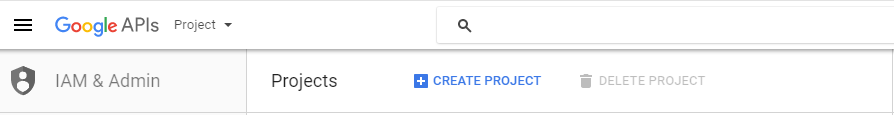 Google APIs Project
IAM & Admin Projects CREATE PROJECT DELETE PROJECT